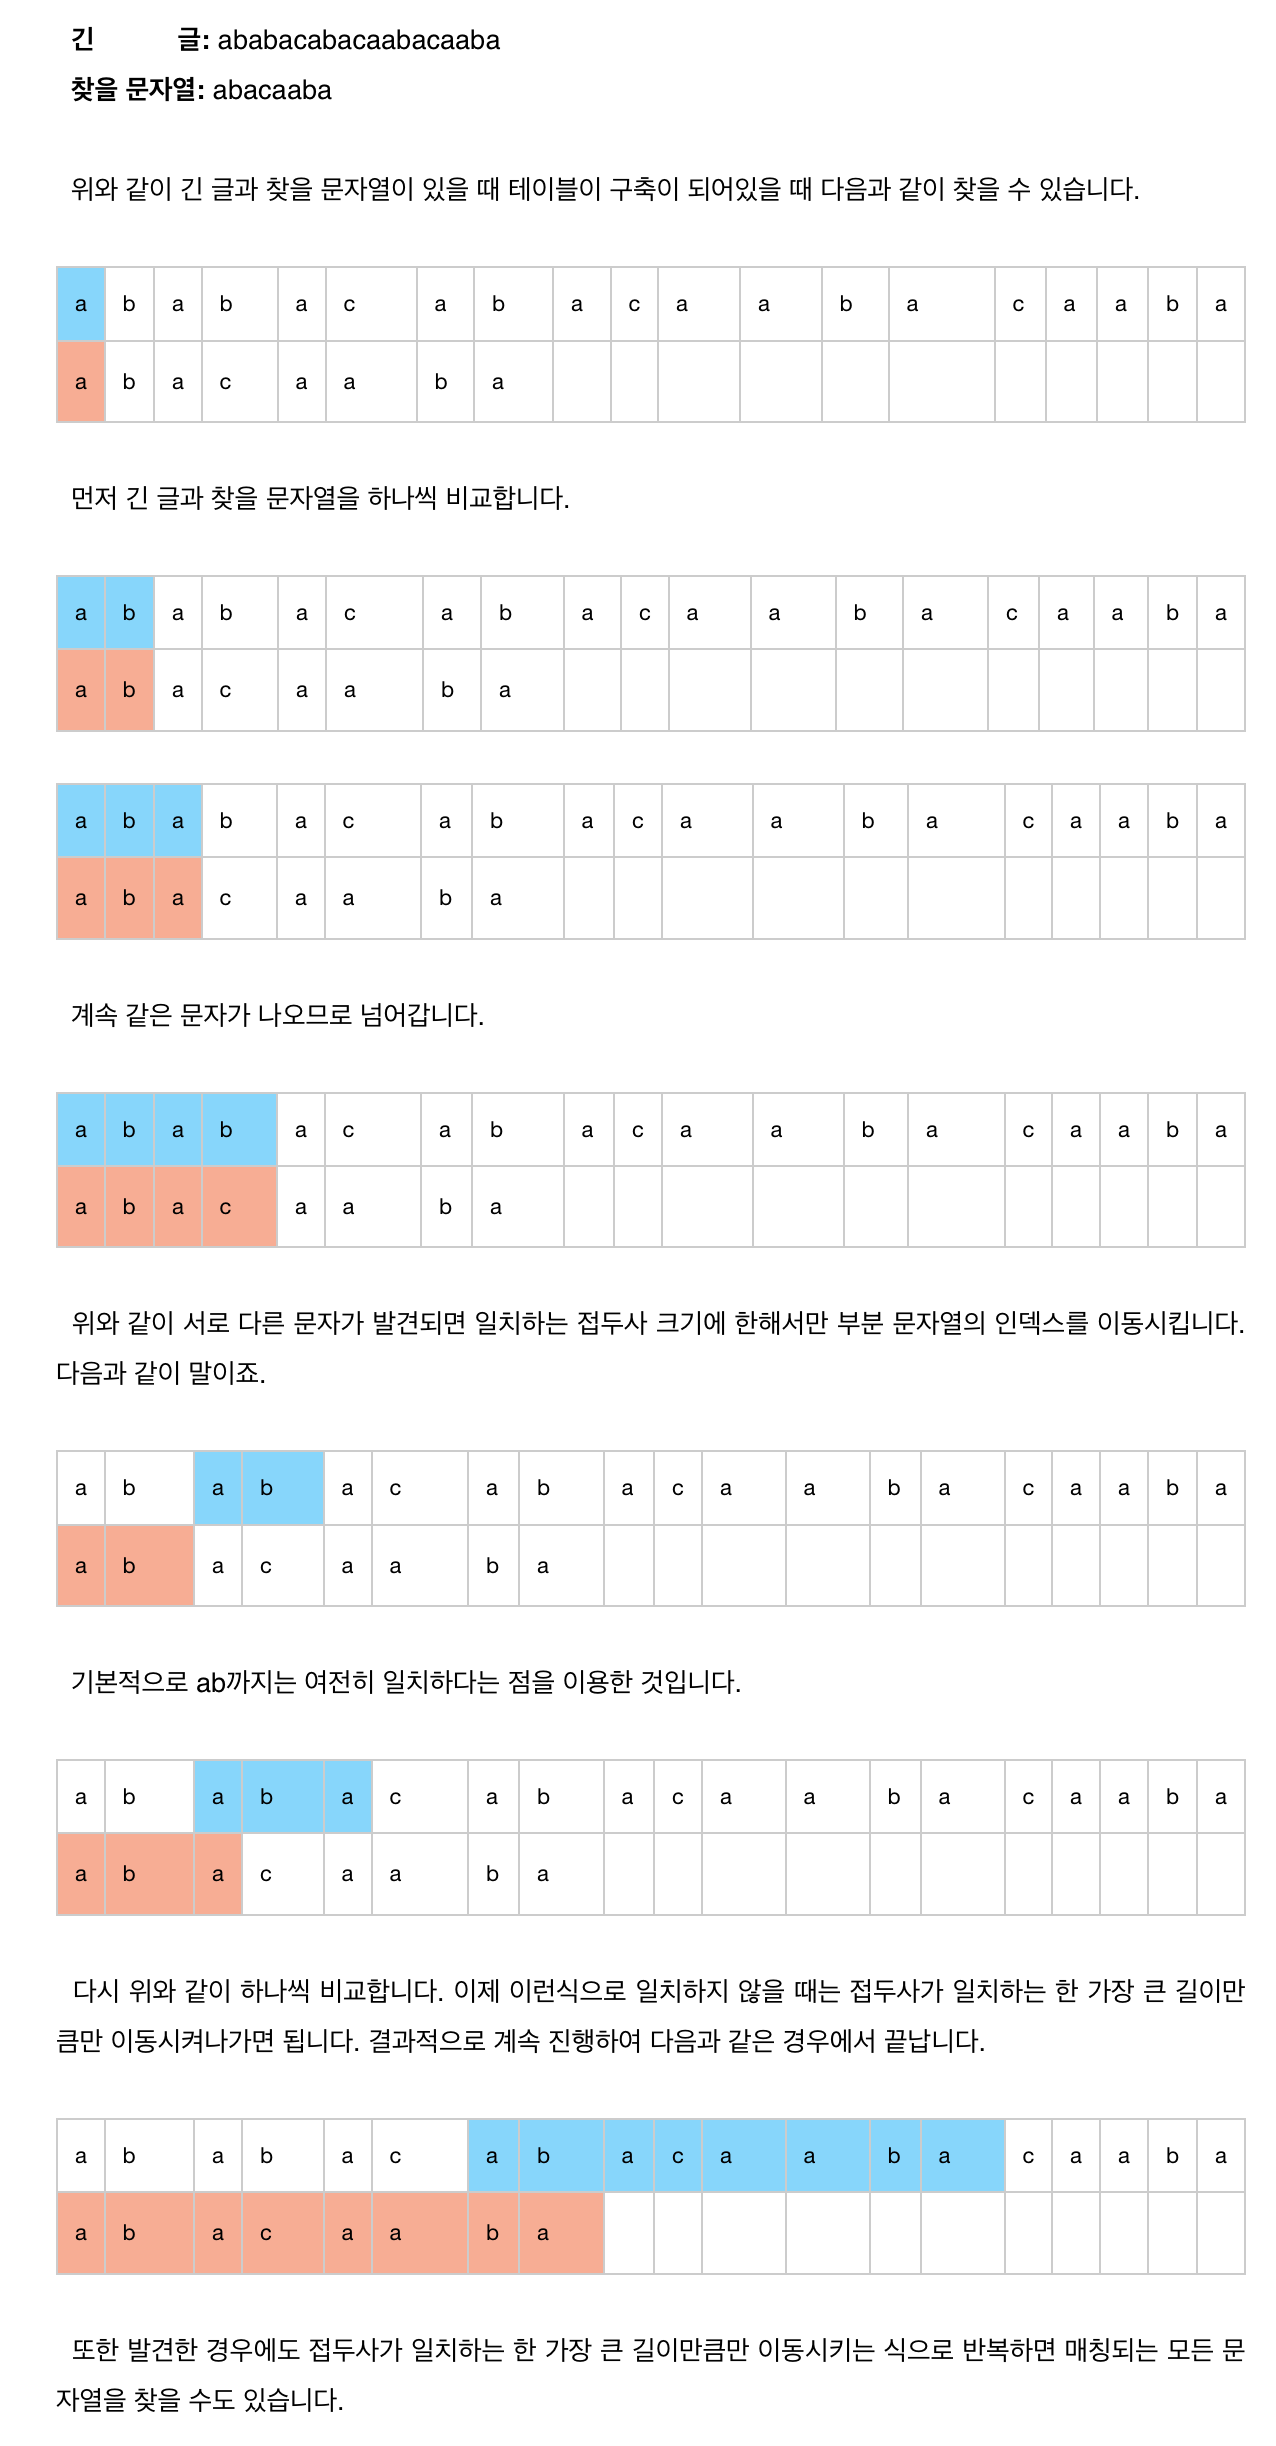 긴 글: ababacabacaabacaaba
찾을 문자열: abacaaba
위와 같이 긴 글과 찾을 문자열이 있을 때 테이블이 구축이 되어있을 때 다음과 같이 찾을 수 있습니다.
a b a b a c a b a c a a b a c a a b a
a b a c a a b a
먼저 긴 글과 찾을 문자열을 하나씩 비교합니다.
a b a b a c a b a c a a b a c a a b a
a b a c a a b a
a b a b a c a b a c a a b a c a a b a
a b a c a a b a
계속 같은 문자가 나오므로 넘어갑니다.
a b a b a c a b a c a a b a c a a b a
a b a c a a b a
위와 같이 서로 다른 문자가 발견되면 일치하는 접두사 크기에 한해서만 부분 문자열의 인덱스를 이동시킵니다.
다음과 같이 말이죠.
a b a b a c a b a c a a b a c a a b a
a b a c a a b a
기본적으로 ab까지는 여전히 일치하다는 점을 이용한 것입니다.
a b a b a c a b a c a a b a c a a b a
a b a c a a b a
다시 위와 같이 하나씩 비교합니다. 이제 이런식으로 일치하지 않을 때는 접두사가 일치하는 한 가장 큰 길이만
큼만 이동시켜나가면 됩니다. 결과적으로 계속 진행하여 다음과 같은 경우에서 끝납니다.
a b a b a c a b a c a a b a c a a b a
a b a c a a b a
또한 발견한 경우에도 접두사가 일치하는 한 가장 큰 길이만큼만 이동시키는 식으로 반복하면 매칭되는 모든 문
자열을 찾을 수도 있습니다.